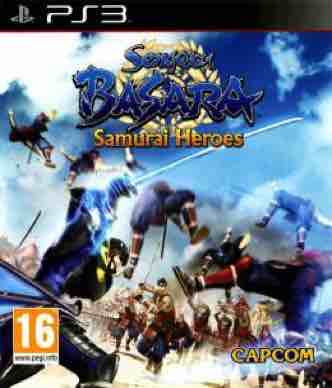 PS3
Sengoku
BASARA
Samurai Heroes
16
www.pegi.info
CAPCOM